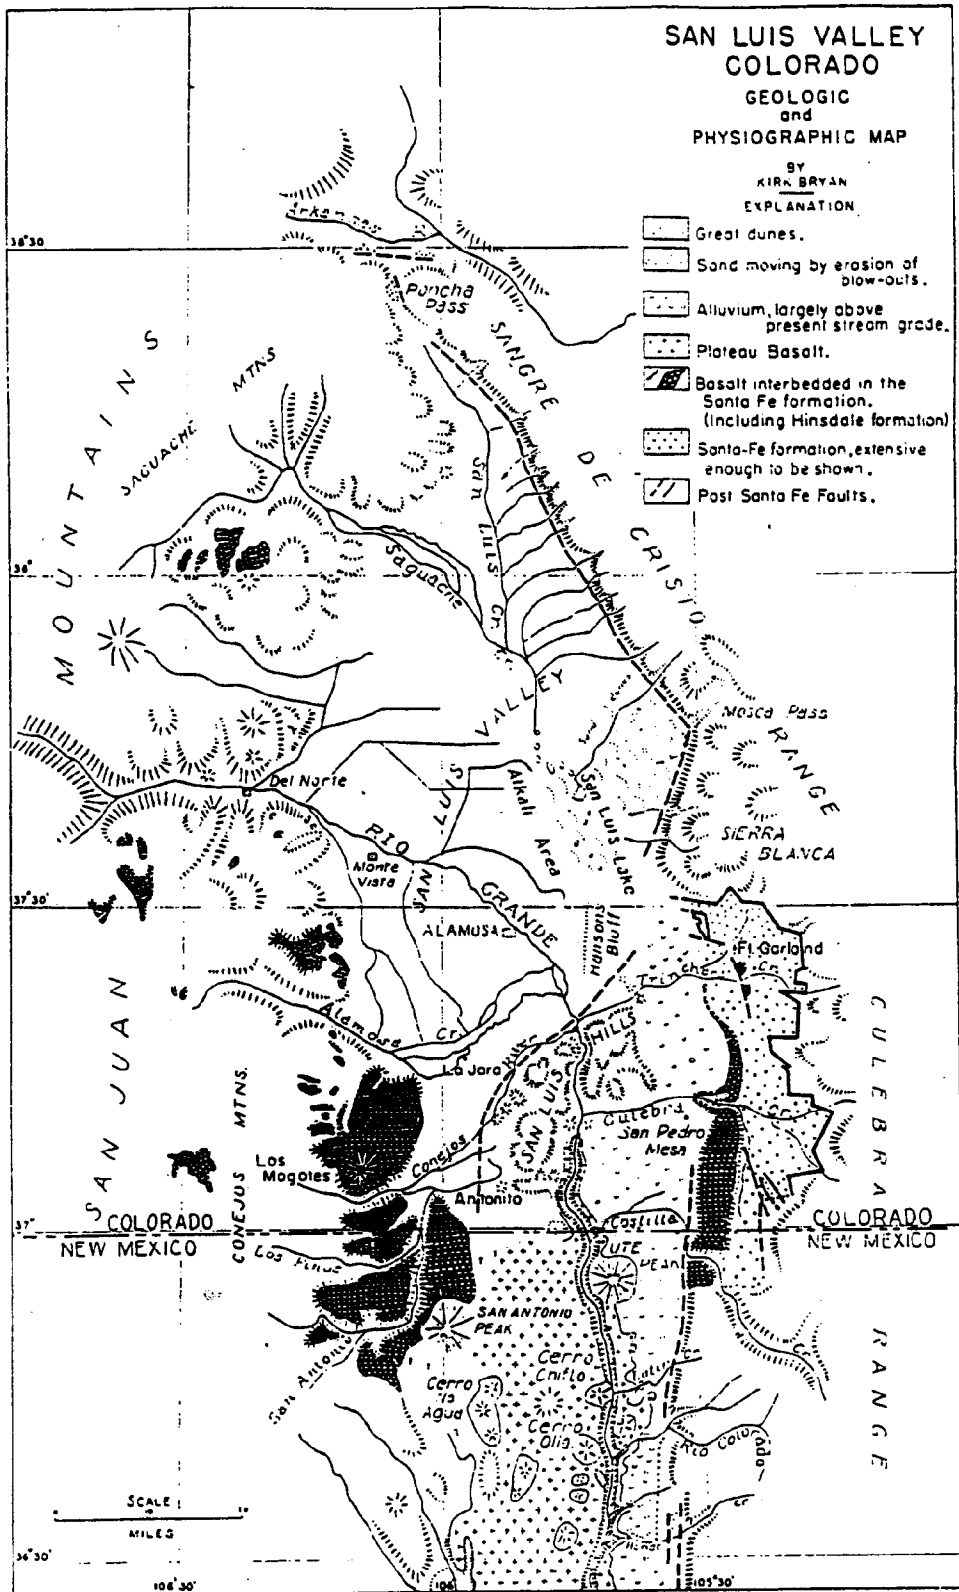 SAN LUIS VALLEY
COLORADO
GEOLOGIC
and
PHYSIOGRAPHIC MAP
BY
KIRK BRYAN
EXPLANATION
Great dunes.
Sand moving by erosion of
blow-outs.
Alluvium, largely above
present stream grade.
Plateau Basalt.
Basalt interbedded in the
Santa Fe formation.
(Including Hinsdale formation)
Santa-Fe formation, extensive
enough to be shown.
Post Santa Fe Faults.
Arkansas
38°30
Poncha
Pass
SANGRE DE CRISTO RANGE
SAGUACHE MTNS
SAN JUAN MOUNTAINS
San Luis Cr.
Saguache
38°
SAN LUIS VALLEY
Mosca Pass
Del Norte
Alkali Area
San Luis Lake
SIERRA
BLANCA
RIO GRANDE
Monte
Vista
37°30
ALAMOSA
Hansons
Bluff
Ft. Garland
Trinchera Cr.
Alamosa Cr.
La Jara
SAN LUIS HILLS
Culebra Cr.
San Pedro
Mesa
CULEBRA RANGE
CONEJOS MTNS.
Los
Mogotes
Conejos River
Antonito
37°
COLORADO
NEW MEXICO
Costilla
COLORADO
NEW MEXICO
Los Pinos
UTE
PEAK
San Antonio
SAN ANTONIO
PEAK
Cerro
Chiflo
Cerro
la
Agua
Cerro
Olla
Rio Colorado
Cr.
SCALE
MILES
36°30
106°30
106
105°30